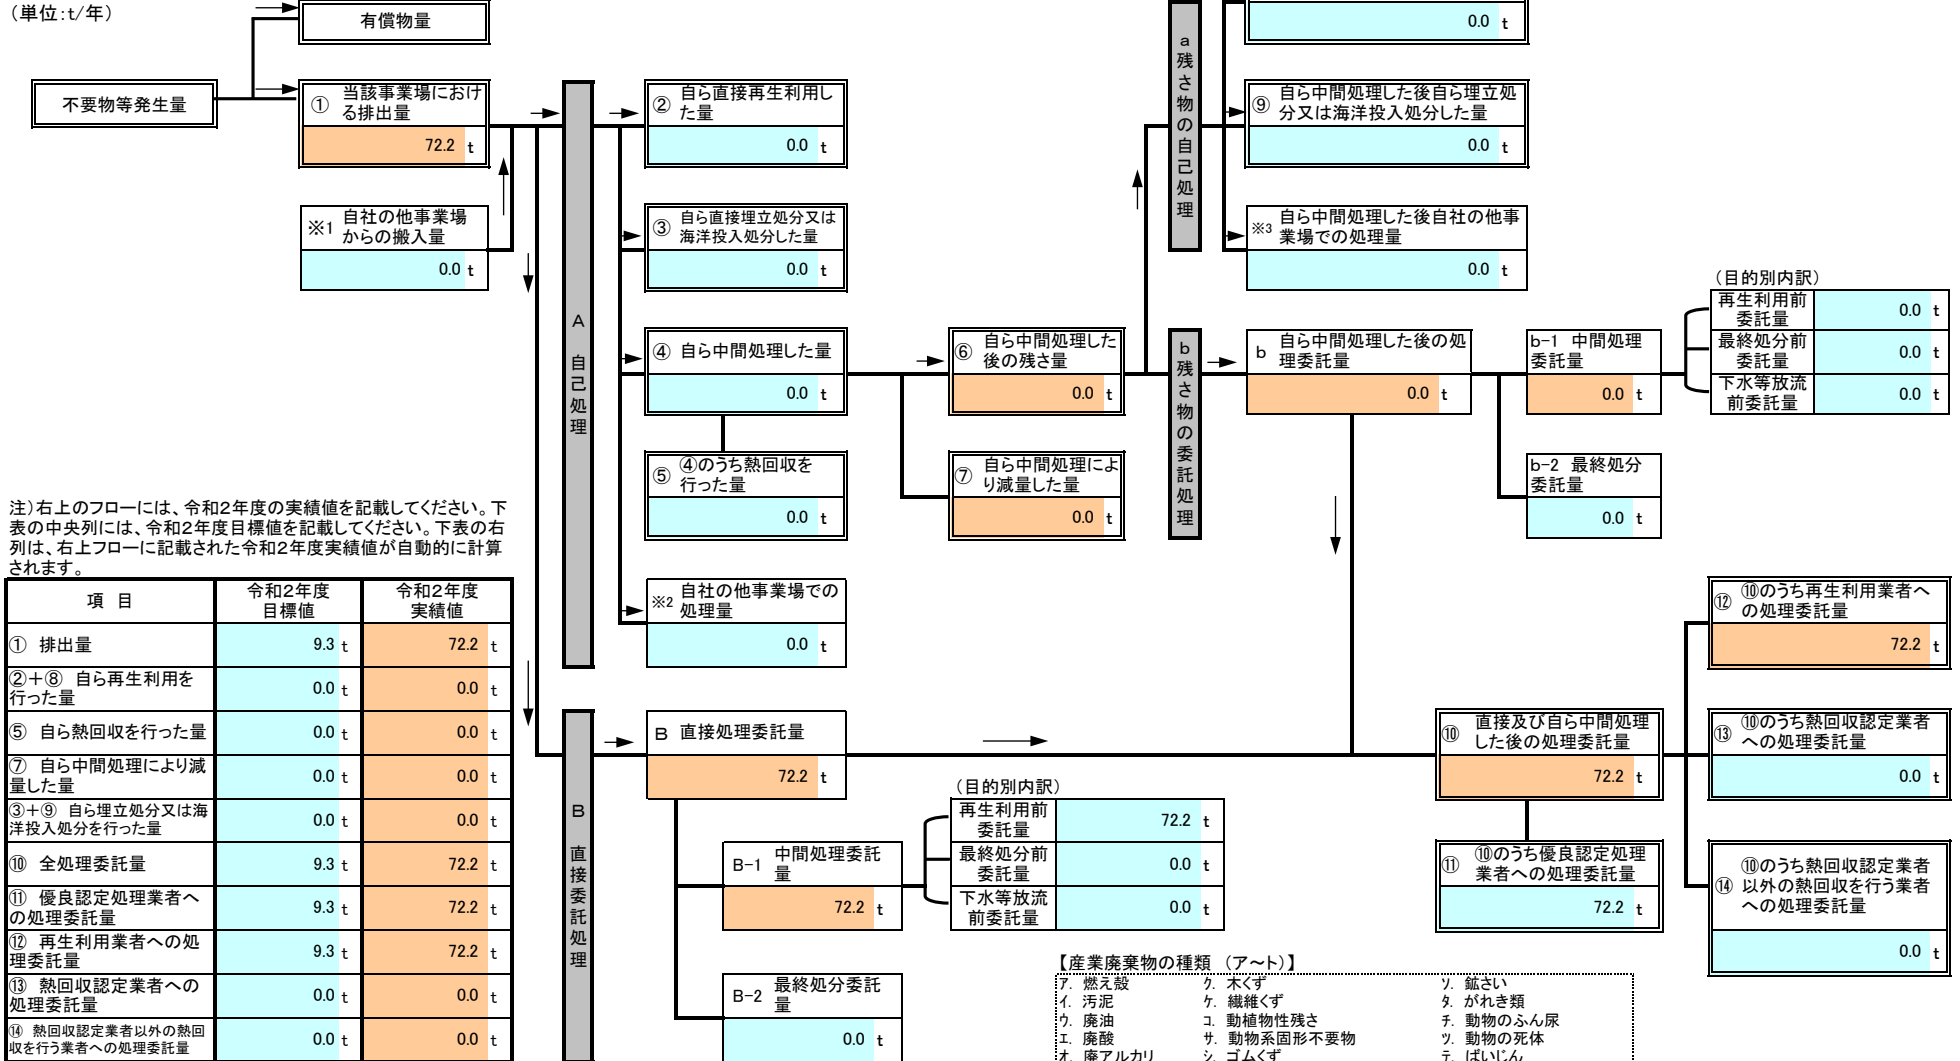 （単位：t/年）
有償物量
不要物等発生量
① 当該事業場におけ
る排出量
72.2 t
※1 自社の他事業場
からの搬入量
0.0 t
A 自己処理
② 自ら直接再生利用し
た量
0.0 t
③ 自ら直接埋立処分又は
海洋投入処分した量
0.0 t
④ 自ら中間処理した量
0.0 t
⑤ ④のうち熱回収を
行った量
0.0 t
※2 自社の他事業場での
処理量
0.0 t
⑥ 自ら中間処理した
後の残さ量
0.0 t
⑦ 自ら中間処理によ
り減量した量
0.0 t
a 残さ物の自己処理
0.0 t
⑨ 自ら中間処理した後自ら埋立処
分又は海洋投入処分した量
0.0 t
※3 自ら中間処理した後自社の他事
業場での処理量
0.0 t
b 残さ物の委託処理
b 自ら中間処理した後の処
理委託量
0.0 t
b-1 中間処理
委託量
0.0 t
b-2 最終処分
委託量
0.0 t
（目的別内訳）
再生利用前
委託量 0.0 t
最終処分前
委託量 0.0 t
下水等放流
前委託量 0.0 t
注）右上のフローには、令和２年度の実績値を記載してください。下
表の中央列には、令和２年度目標値を記載してください。下表の右
列は、右上フローに記載された令和２年度実績値が自動的に計算
されます。
項 目 令和２年度
目標値 令和２年度
実績値
① 排出量 9.3 t 72.2 t
②＋⑧ 自ら再生利用を
行った量 0.0 t 0.0 t
⑤ 自ら熱回収を行った量 0.0 t 0.0 t
⑦ 自ら中間処理により減
量した量 0.0 t 0.0 t
③＋⑨ 自ら埋立処分又は海
洋投入処分を行った量 0.0 t 0.0 t
⑩ 全処理委託量 9.3 t 72.2 t
⑪ 優良認定処理業者へ
の処理委託量 9.3 t 72.2 t
⑫ 再生利用業者への処
理委託量 9.3 t 72.2 t
⑬ 熱回収認定業者への
処理委託量 0.0 t 0.0 t
⑭ 熱回収認定業者以外の熱回
収を行う業者への処理委託量 0.0 t 0.0 t
B 直接委託処理
B 直接処理委託量
72.2 t
B-1 中間処理委託
量
72.2 t
B-2 最終処分委託
量
0.0 t
（目的別内訳）
再生利用前
委託量 72.2 t
最終処分前
委託量 0.0 t
下水等放流
前委託量 0.0 t
⑩ 直接及び自ら中間処理
した後の処理委託量
72.2 t
⑪ ⑩のうち優良認定処理
業者への処理委託量
72.2 t
⑫ ⑩のうち再生利用業者へ
の処理委託量
72.2 t
⑬ ⑩のうち熱回収認定業者
への処理委託量
0.0 t
⑭ ⑩のうち熱回収認定業者
以外の熱回収を行う業者
への処理委託量
0.0 t
【産業廃棄物の種類 （ア～ト）】
ｱ. 燃え殻 ｸ. 木くず ｿ. 鉱さい
ｲ. 汚泥 ｹ. 繊維くず ﾀ. がれき類
ｳ. 廃油 ｺ. 動植物性残さ ﾁ. 動物のふん尿
ｴ. 廃酸 ｻ. 動物系固形不要物 ﾂ. 動物の死体
ｵ. 廃アルカリ ｼ. ゴムくず ﾃ. ばいじん